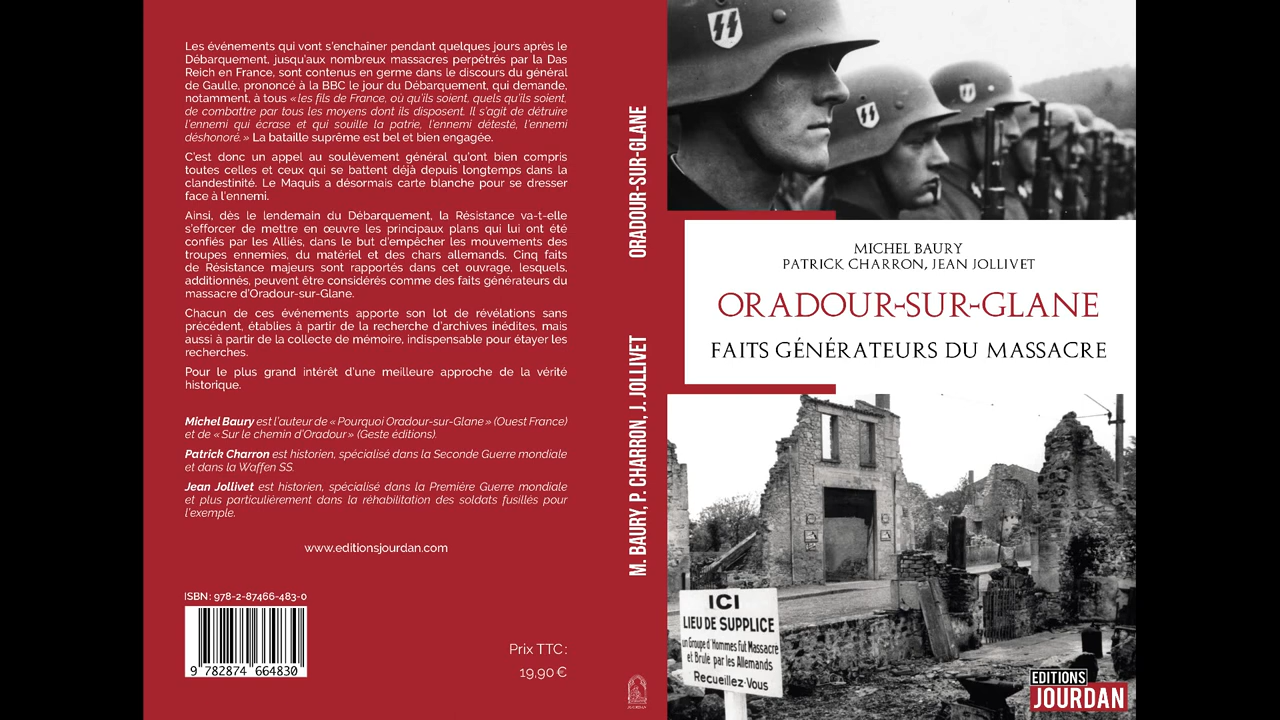 Les événements qui vont s'enchaîner pendant quelques jours après le
Débarquement, jusqu'aux nombreux massacres perpétrés par la Das
Reich en France, sont contenus en germe dans le discours du général
de Gaulle, prononcé à la BBC le jour du Débarquement, qui demande,
notamment, à tous « les fils de France, où qu'ils soient, quels qu'ils soient,
de combattre par tous les moyens dont ils disposent. Il s'agit de détruire
l'ennemi qui écrase et qui souille la patrie, l'ennemi détesté, l'ennemi
déshonoré. » La bataille suprême est bel et bien engagée.
C'est donc un appel au soulèvement général qu'ont bien compris
toutes celles et ceux qui se battent déjà depuis longtemps dans la
clandestinité. Le Maquis a désormais carte blanche pour se dresser
face à l'ennemi.
Ainsi, dès le lendemain du Débarquement, la Résistance va-t-elle
s'efforcer de mettre en œuvre les principaux plans qui lui ont été
confiés par les Alliés, dans le but d'empêcher les mouvements des
troupes ennemies, du matériel et des chars allemands. Cinq faits
de Résistance majeurs sont rapportés dans cet ouvrage, lesquels,
additionnés, peuvent être considérés comme des faits générateurs du
massacre d'Oradour-sur-Glane.
Chacun de ces événements apporte son lot de révélations sans
précédent, établies à partir de la recherche d'archives inédites, mais
aussi à partir de la collecte de mémoire, indispensable pour étayer les
recherches.
Pour le plus grand intérêt d'une meilleure approche de la vérité
historique.
Michel Baury est l'auteur de « Pourquoi Oradour-sur-Glane » (Ouest France)
et de « Sur le chemin d'Oradour » (Geste éditions).
Patrick Charron est historien, spécialisé dans la Seconde Guerre mondiale
et dans la Waffen SS.
Jean Jollivet est historien, spécialisé dans la Première Guerre mondiale
et plus particulièrement dans la réhabilitation des soldats fusillés pour
l'exemple.
www.editionsjourdan.com
ISBN : 978-2-87466-483-0
9 782874 664830
Prix TTC :
19,90 €
ORADOUR-SUR-GLANE
M. BAURY, P. CHARRON, J. JOLLIVET
JOURDAN
MICHEL BAURY
PATRICK CHARRON, JEAN JOLLIVET
ORADOUR-SUR-GLANE
FAITS GÉNÉRATEURS DU MASSACRE
ICI
LIEU DE SUPPLICE
un Groupe d'Hommes fut Massacré
et Brulé par les Allemands
Recueillez-Vous
EDITIONS
JOURDAN